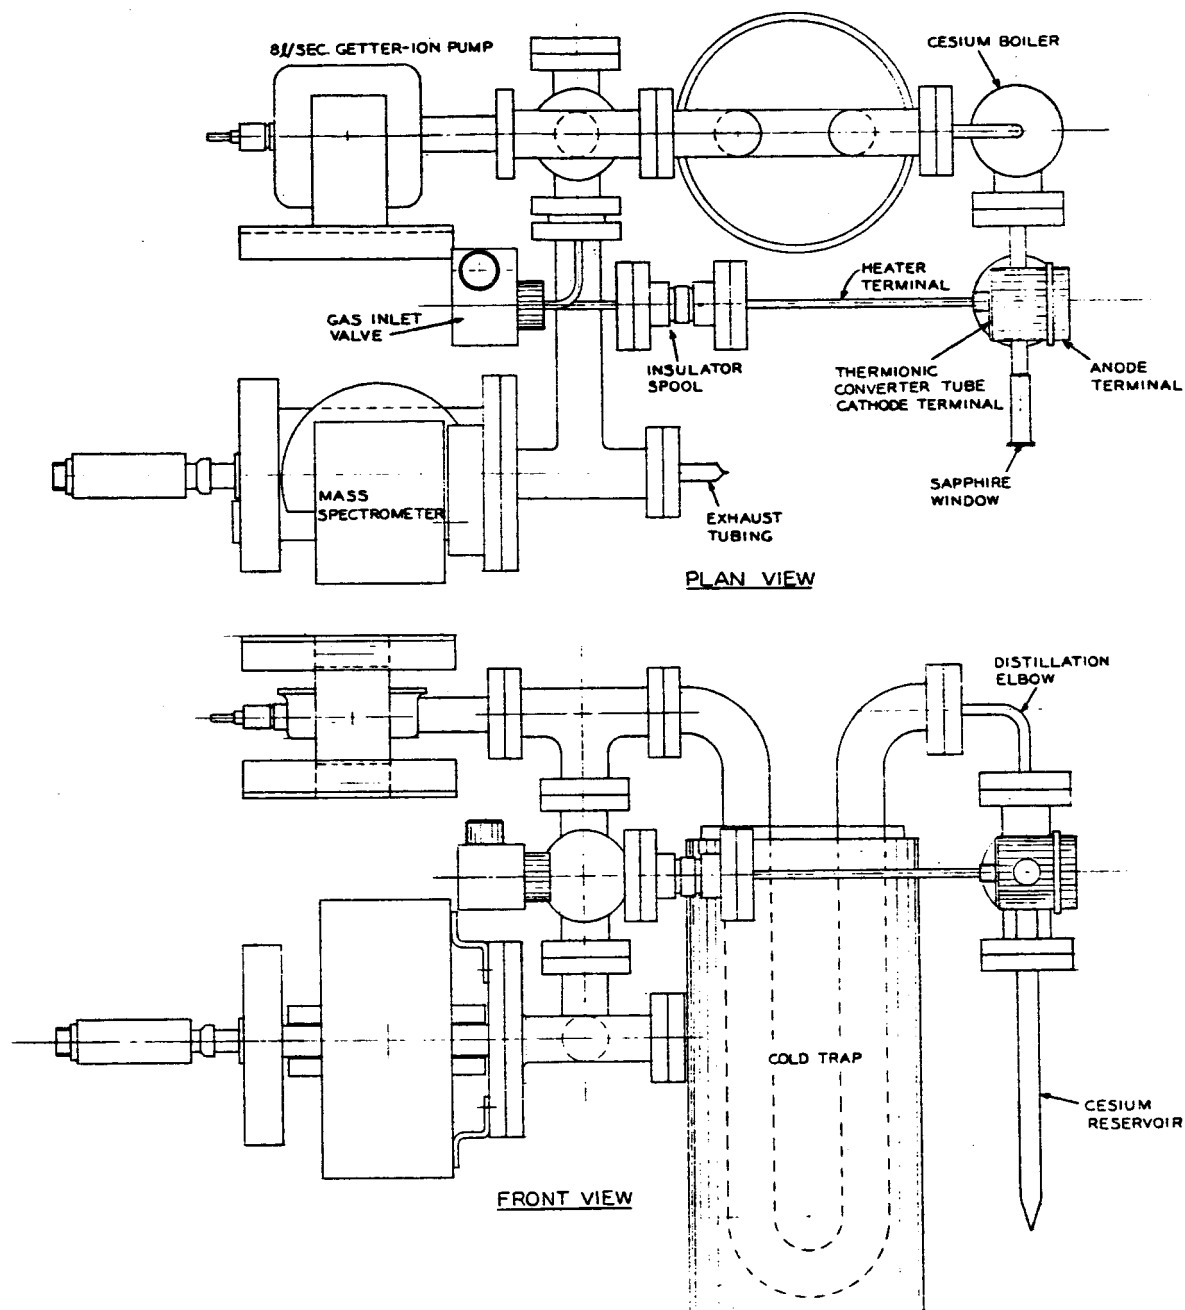 8ℓ/SEC. GETTER-ION PUMP
CESIUM BOILER
HEATER
TERMINAL
GAS INLET
VALVE
INSULATOR
SPOOL
THERMIONIC
CONVERTER TUBE
CATHODE TERMINAL
ANODE
TERMINAL
MASS
SPECTROMETER
SAPPHIRE
WINDOW
EXHAUST
TUBING
PLAN VIEW
DISTILLATION
ELBOW
COLD TRAP
CESIUM
RESERVOIR
FRONT VIEW